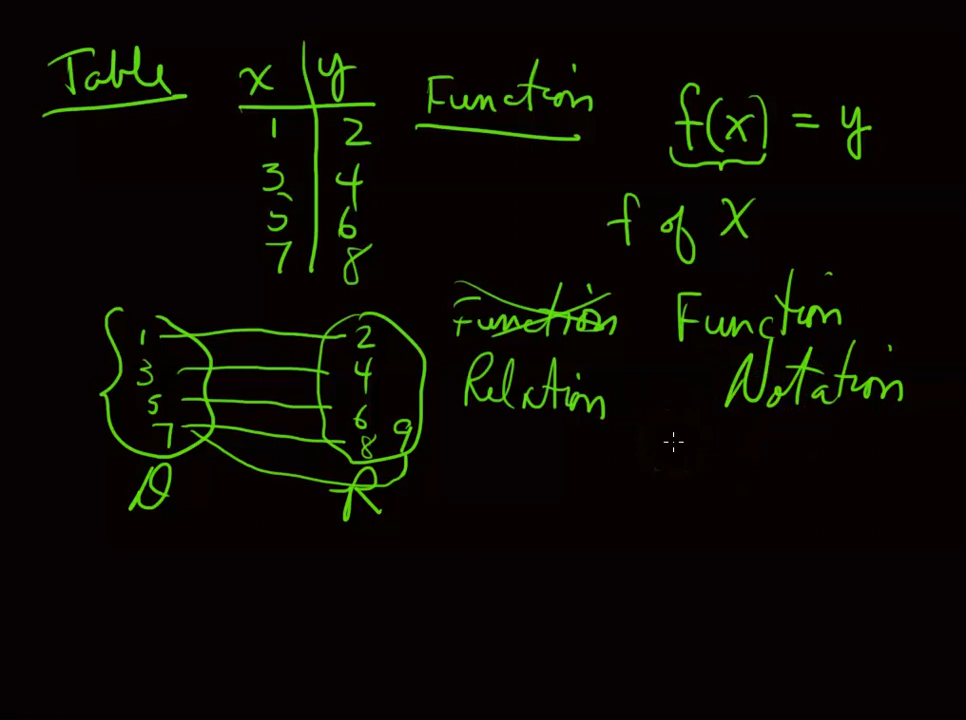 Table x y Function
1 2
3 4
5 6
7 8
f(x) = y
f of x
1 2
3 4
5 6
7 8 9
D R
Function
Relation
Function
Notation